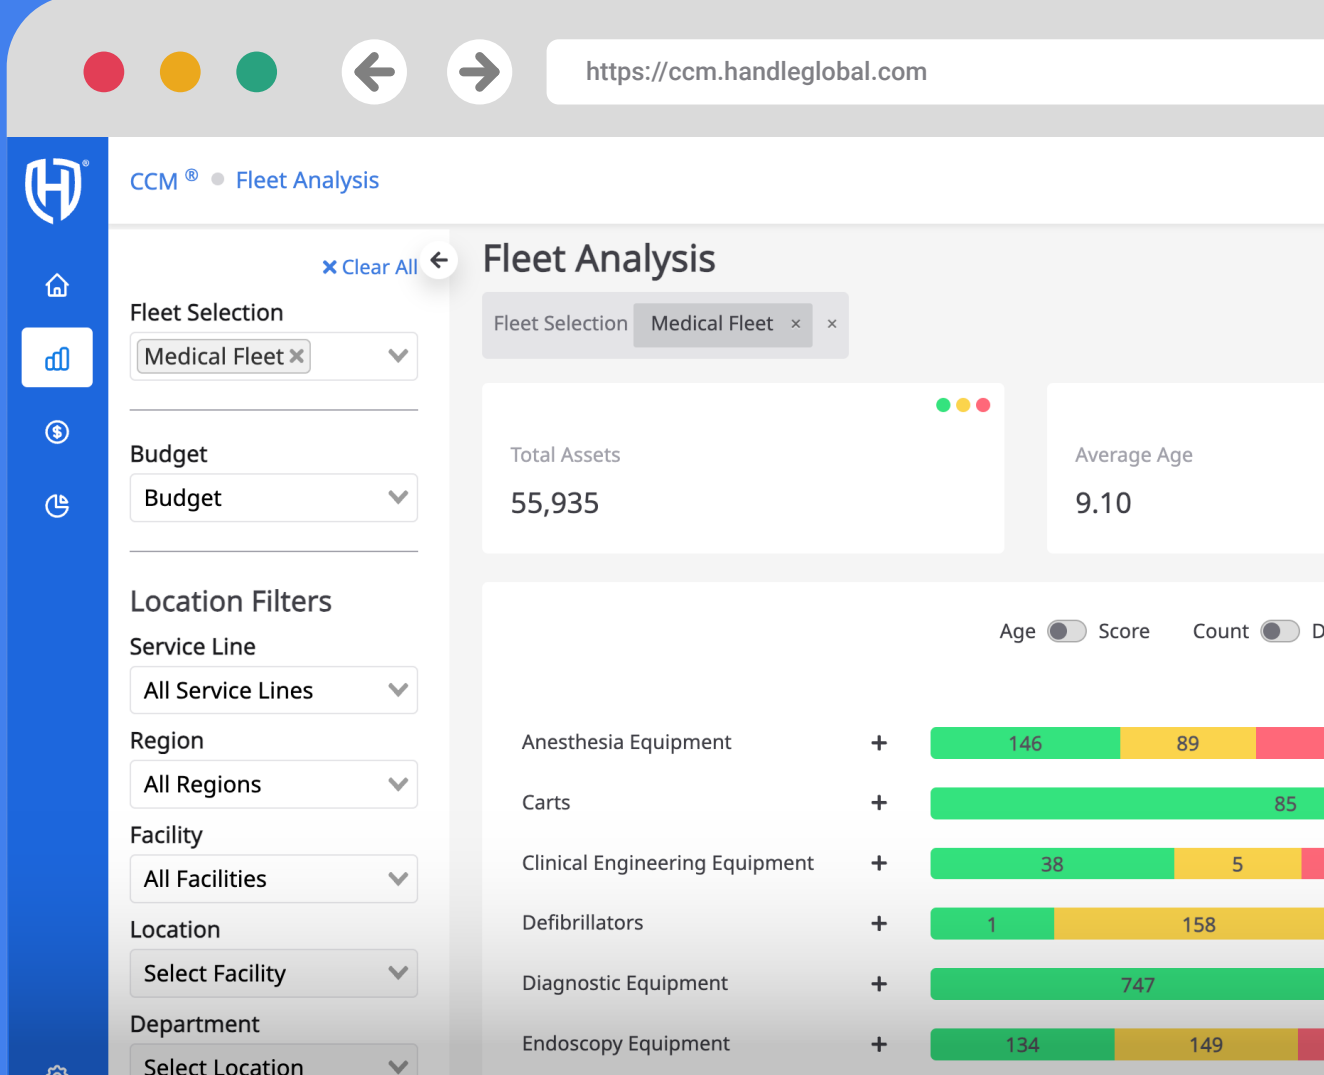 https://ccm.handleglobal.com
CCM ® Fleet Analysis
Clear All
Fleet Selection
Medical Fleet
Budget
Budget
Location Filters
Service Line
All Service Lines
Region
All Regions
Facility
All Facilities
Location
Select Facility
Department
Select Location
Fleet Analysis
Fleet Selection Medical Fleet × ×
Total Assets
55,935
Average Age
9.10
Age Score Count D
Anesthesia Equipment + 146 89
Carts + 85
Clinical Engineering Equipment + 38 5
Defibrillators + 1 158
Diagnostic Equipment + 747
Endoscopy Equipment + 134 149